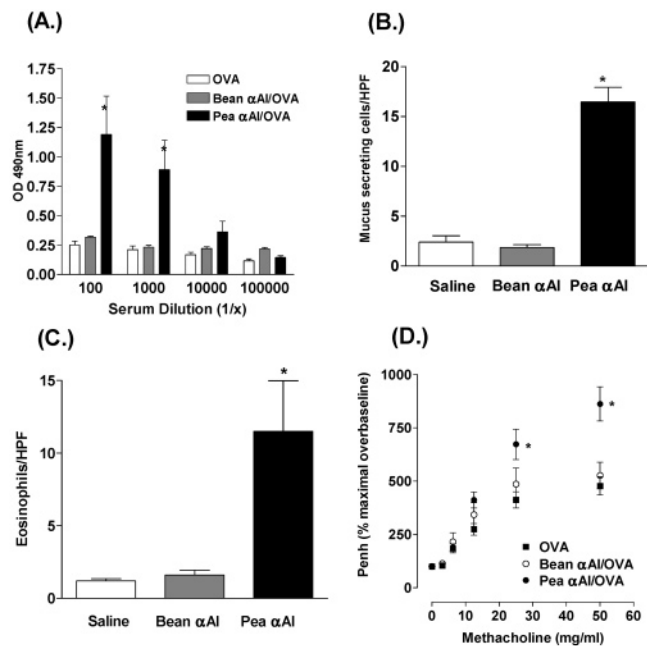 (A.)
OD 490nm
1.75
1.50
1.25
1.00
0.75
0.50
0.25
0.00
OVA
Bean αAI/OVA
Pea αAI/OVA
*
*
100 1000 10000 100000
Serum Dilution (1/x)
(B.)
Mucus secreting cells/HPF
20
15
10
5
0
*
Saline Bean αAI Pea αAI
(C.)
Eosinophils/HPF
15
10
5
0
*
Saline Bean αAI Pea αAI
(D.)
Penh (% maximal overbaseline)
1000
750
500
250
0
*
*
OVA
Bean αAI/OVA
Pea αAI/OVA
0 10 20 30 40 50 60
Methacholine (mg/ml)